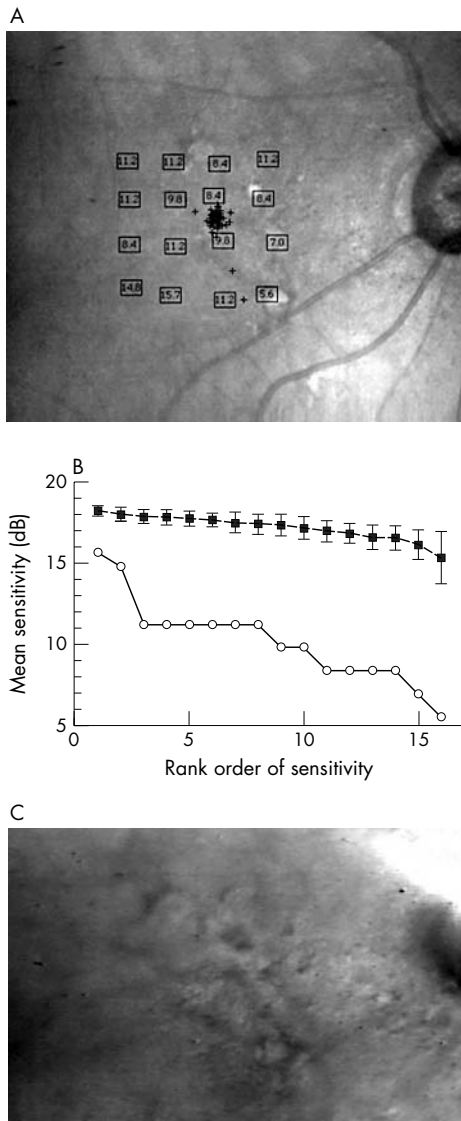 A
11.2 11.2 8.4 11.2
11.2 9.8 8.4 8.4
8.4 11.2 9.8 7.0
14.8 15.7 11.2 5.6
B
20
15
10
5
Mean sensitivity (dB)
0 5 10 15
Rank order of sensitivity
C